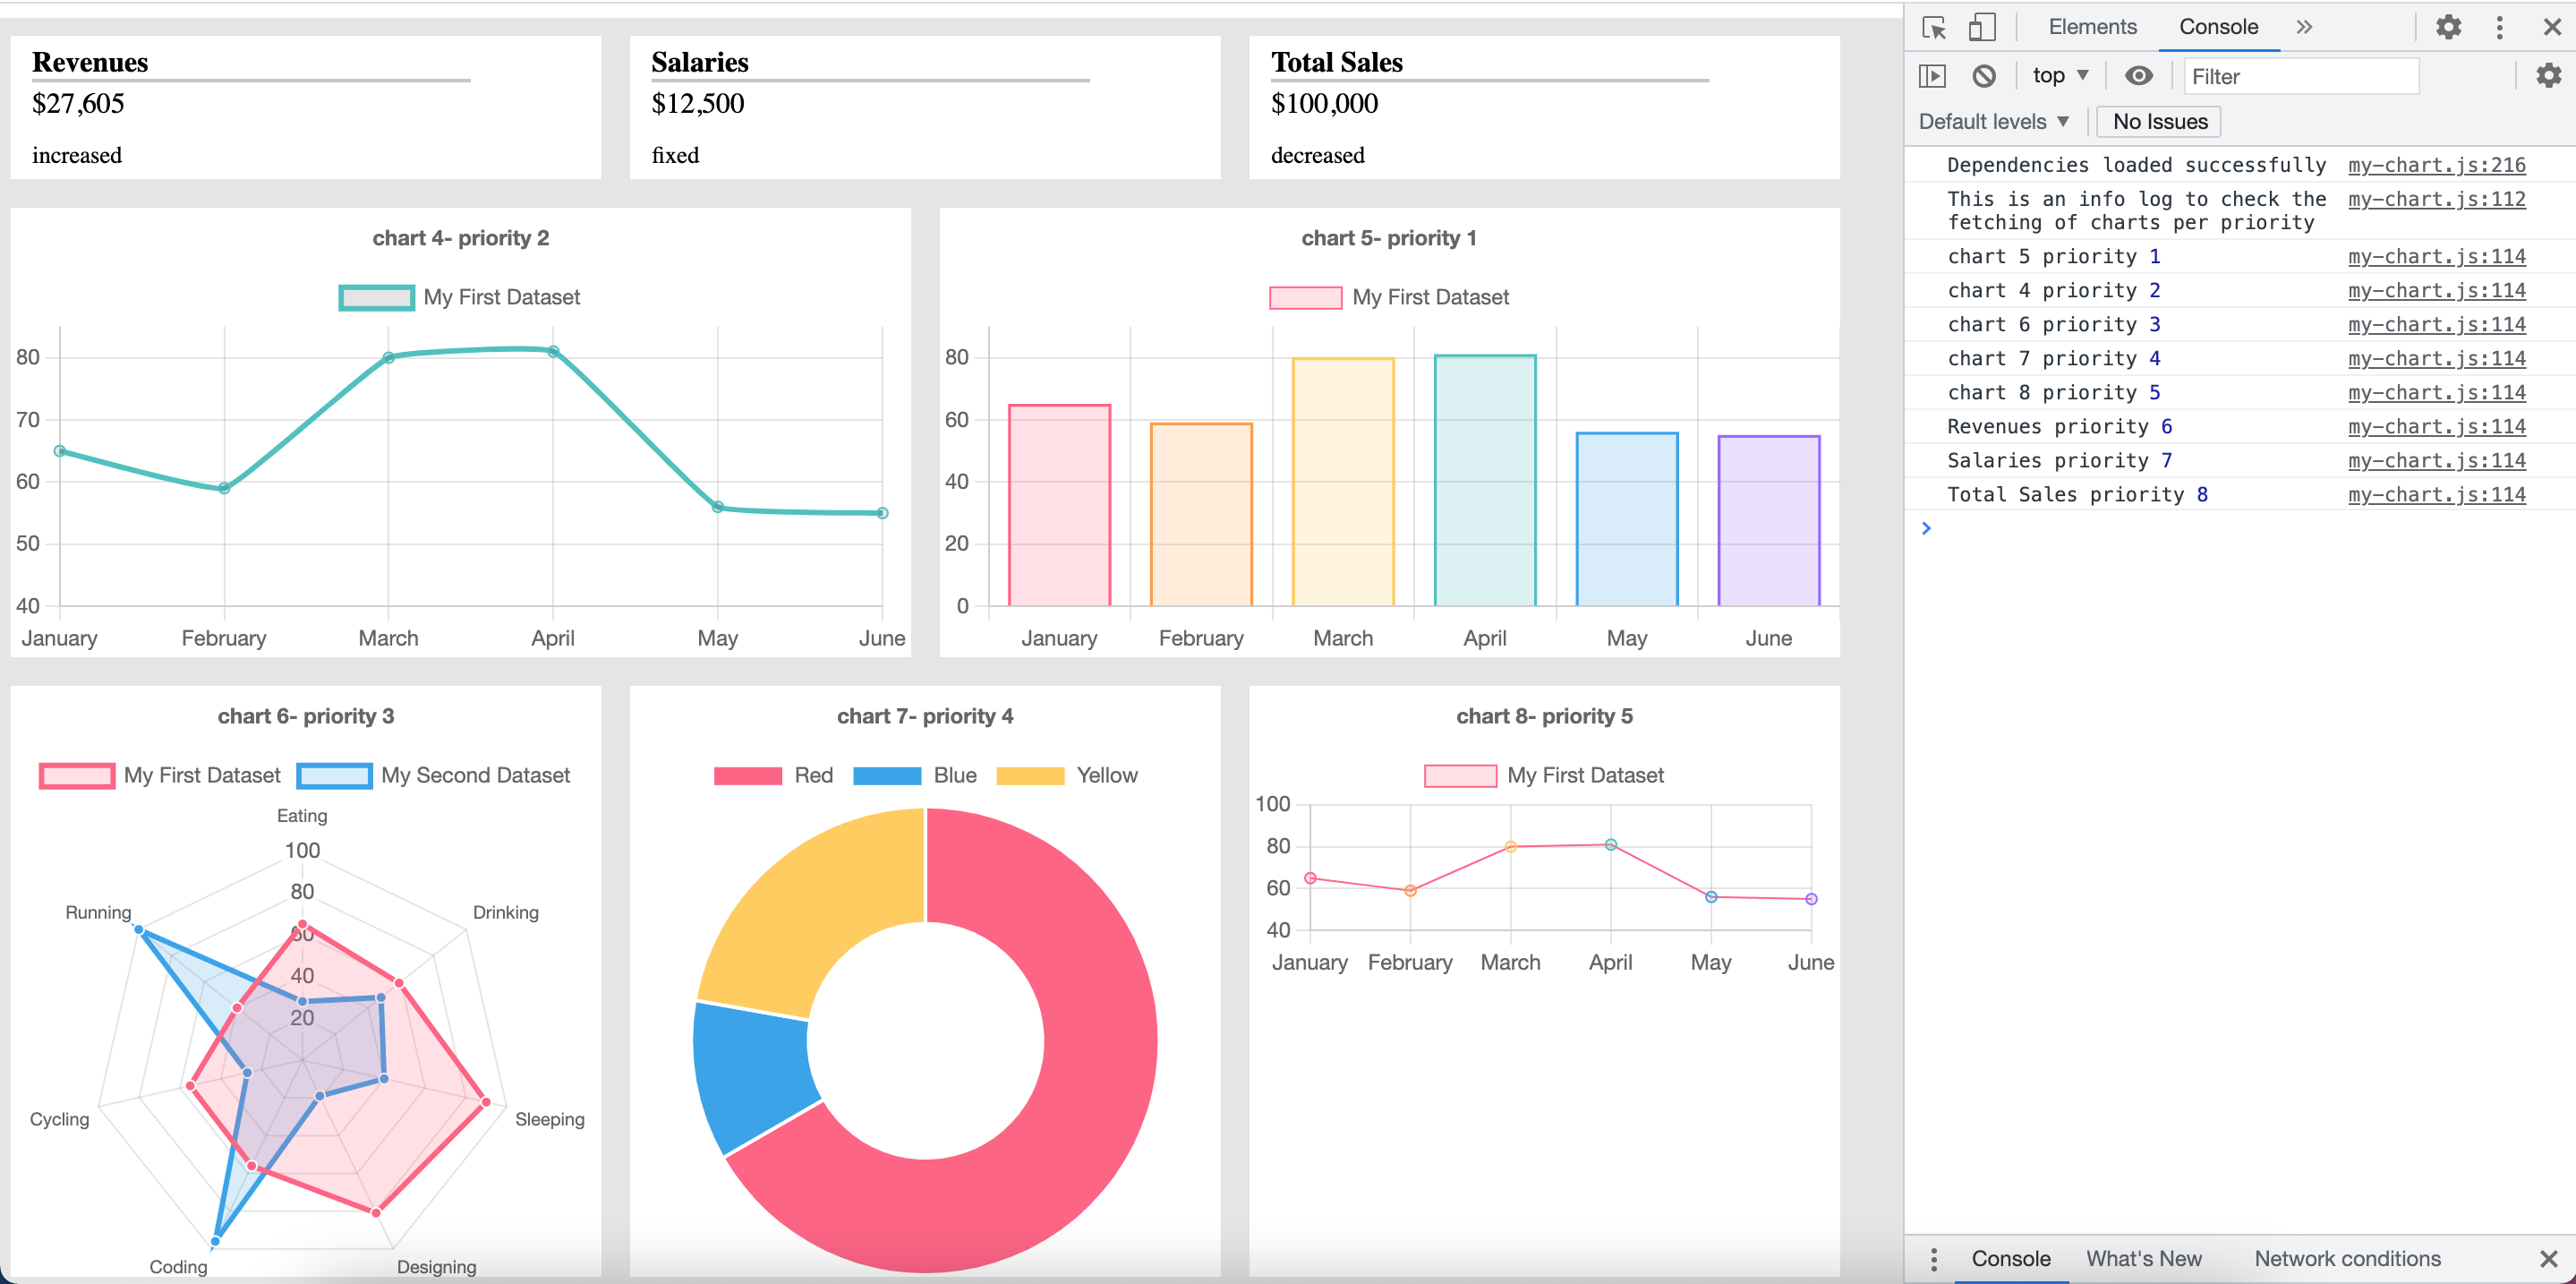 Revenues
$27,605
increased
Salaries
$12,500
fixed
Total Sales
$100,000
decreased
chart 4- priority 2
My First Dataset
80
70
60
50
40
January February March April May June
chart 5- priority 1
My First Dataset
80
60
40
20
0
January February March April May June
chart 6- priority 3
My First Dataset My Second Dataset
Eating
100
80
Running Drinking
60
40
20
Cycling Sleeping
Coding Designing
chart 7- priority 4
Red Blue Yellow
chart 8- priority 5
My First Dataset
100
80
60
40
January February March April May June
Elements Console
top Filter
Default levels No Issues
Dependencies loaded successfully my-chart.js:216
This is an info log to check the my-chart.js:112
fetching of charts per priority
chart 5 priority 1 my-chart.js:114
chart 4 priority 2 my-chart.js:114
chart 6 priority 3 my-chart.js:114
chart 7 priority 4 my-chart.js:114
chart 8 priority 5 my-chart.js:114
Revenues priority 6 my-chart.js:114
Salaries priority 7 my-chart.js:114
Total Sales priority 8 my-chart.js:114
Console What's New Network conditions